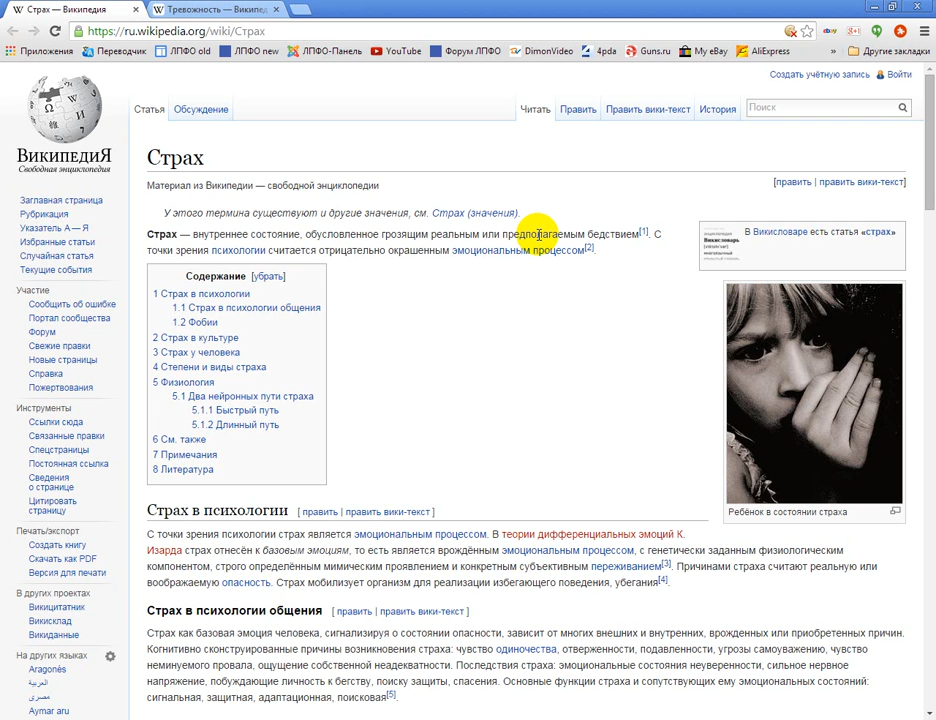 Страх — Википедия
Тревожность — Википед
https://ru.wikipedia.org/wiki/Страх
Приложения Переводчик ЛПФО old ЛПФО new ЛПФО-Панель YouTube Форум ЛПФО DimonVideo 4pda Guns.ru My eBay AliExpress » Другие закладки
Создать учётную запись Войти
Статья Обсуждение Читать Править Править вики-текст История Поиск
ВикипедиЯ
Свободная энциклопедия
Заглавная страница
Рубрикация
Указатель А — Я
Избранные статьи
Случайная статья
Текущие события
Участие
Сообщить об ошибке
Портал сообщества
Форум
Свежие правки
Новые страницы
Справка
Пожертвования
Инструменты
Ссылки сюда
Связанные правки
Спецстраницы
Постоянная ссылка
Сведения
о странице
Цитировать
страницу
Печать/экспорт
Создать книгу
Скачать как PDF
Версия для печати
В других проектах
Викицитатник
Викисклад
Викиданные
На других языках
Aragonés
العربية
مصرى
Aymar aru
Страх
Материал из Википедии — свободной энциклопедии
[править | править вики-текст]
У этого термина существуют и другие значения, см. Страх (значения).
Страх — внутреннее состояние, обусловленное грозящим реальным или предполагаемым бедствием[1]. С
точки зрения психологии считается отрицательно окрашенным эмоциональным процессом[2].
В Викисловаре есть статья «страх»
Викисловарь
Содержание [убрать]
1 Страх в психологии
1.1 Страх в психологии общения
1.2 Фобии
2 Страх в культуре
3 Страх у человека
4 Степени и виды страха
5 Физиология
5.1 Два нейронных пути страха
5.1.1 Быстрый путь
5.1.2 Длинный путь
6 См. также
7 Примечания
8 Литература
Ребёнок в состоянии страха
Страх в психологии [ править | править вики-текст ]
С точки зрения психологии страх является эмоциональным процессом. В теории дифференциальных эмоций К.
Изарда страх отнесён к базовым эмоциям, то есть является врождённым эмоциональным процессом, с генетически заданным физиологическим
компонентом, строго определённым мимическим проявлением и конкретным субъективным переживанием[3]. Причинами страха считают реальную или
воображаемую опасность. Страх мобилизует организм для реализации избегающего поведения, убегания[4].
Страх в психологии общения [ править | править вики-текст ]
Страх как базовая эмоция человека, сигнализируя о состоянии опасности, зависит от многих внешних и внутренних, врожденных или приобретенных причин.
Когнитивно сконструированные причины возникновения страха: чувство одиночества, отверженности, подавленности, угрозы самоуважению, чувство
неминуемого провала, ощущение собственной неадекватности. Последствия страха: эмоциональные состояния неуверенности, сильное нервное
напряжение, побуждающие личность к бегству, поиску защиты, спасения. Основные функции страха и сопутствующих ему эмоциональных состояний:
сигнальная, защитная, адаптационная, поисковая[5].